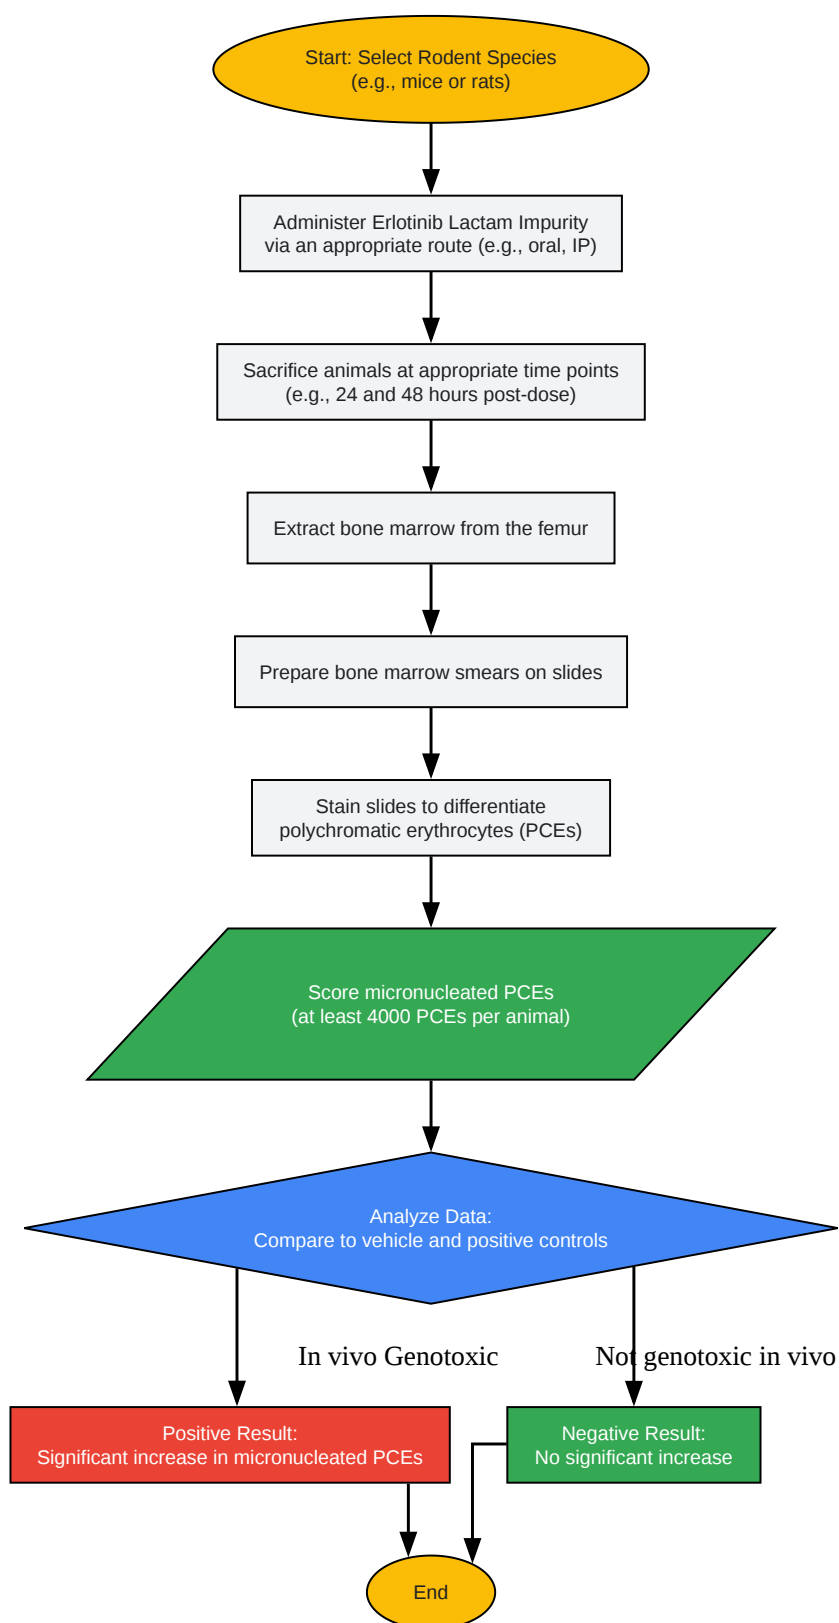 Start: Select Rodent Species
(e.g., mice or rats)
Administer Erlotinib Lactam Impurity
via an appropriate route (e.g., oral, IP)
Sacrifice animals at appropriate time points
(e.g., 24 and 48 hours post-dose)
Extract bone marrow from the femur
Prepare bone marrow smears on slides
Stain slides to differentiate
polychromatic erythrocytes (PCEs)
Score micronucleated PCEs
(at least 4000 PCEs per animal)
Analyze Data:
Compare to vehicle and positive controls
In vivo Genotoxic
Not genotoxic in vivo
Positive Result:
Significant increase in micronucleated PCEs
Negative Result:
No significant increase
End